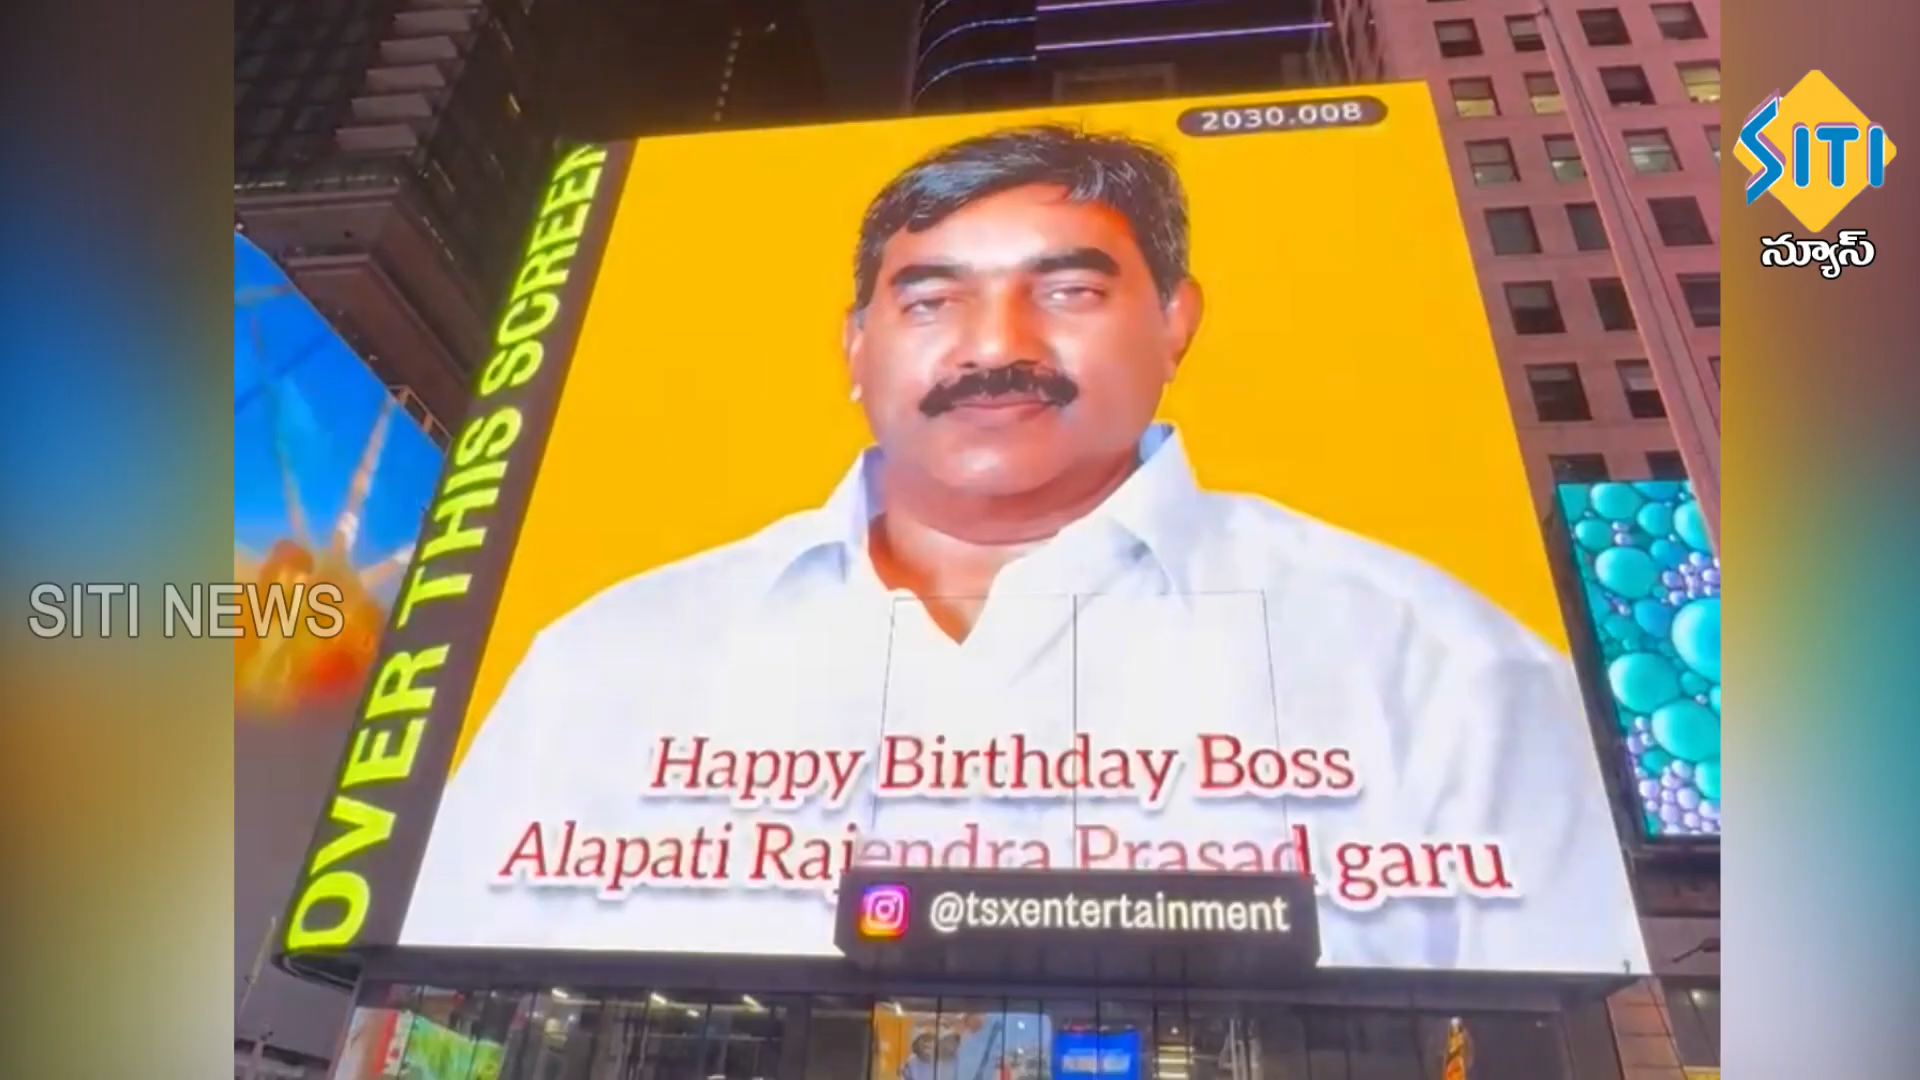 2030.008
SITI
న్యూస్
OVER THIS SCREEN
SITI NEWS
Happy Birthday Boss
Alapati Rajendra Prasad garu
@tsxentertainment